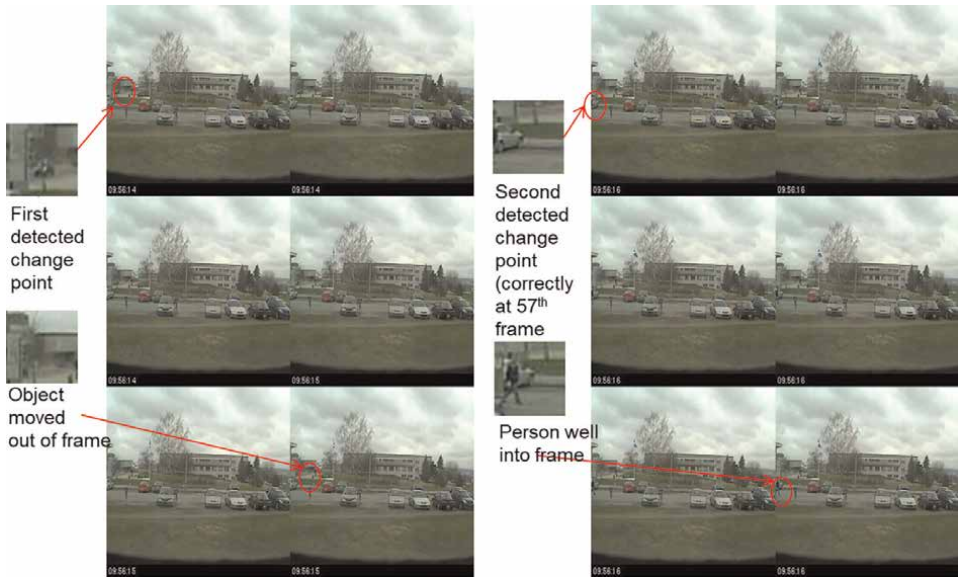 09:56:14
09:56:14
First
detected
change
point
09:56:14
09:56:15
Object
moved
out of frame
09:56:15
09:56:15
09:56:16
09:56:16
Second
detected
change
point
(correctly
at 57th
frame
09:56:16
09:56:16
Person well
into frame
09:56:16
09:56:16